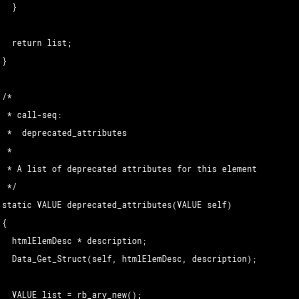 }
return list;
}
/*
* call-seq:
*  deprecated_attributes
*
* A list of deprecated attributes for this element
*/
static VALUE deprecated_attributes(VALUE self)
{
htmlElemDesc * description;
Data_Get_Struct(self, htmlElemDesc, description);
VALUE list = rb_ary_new();